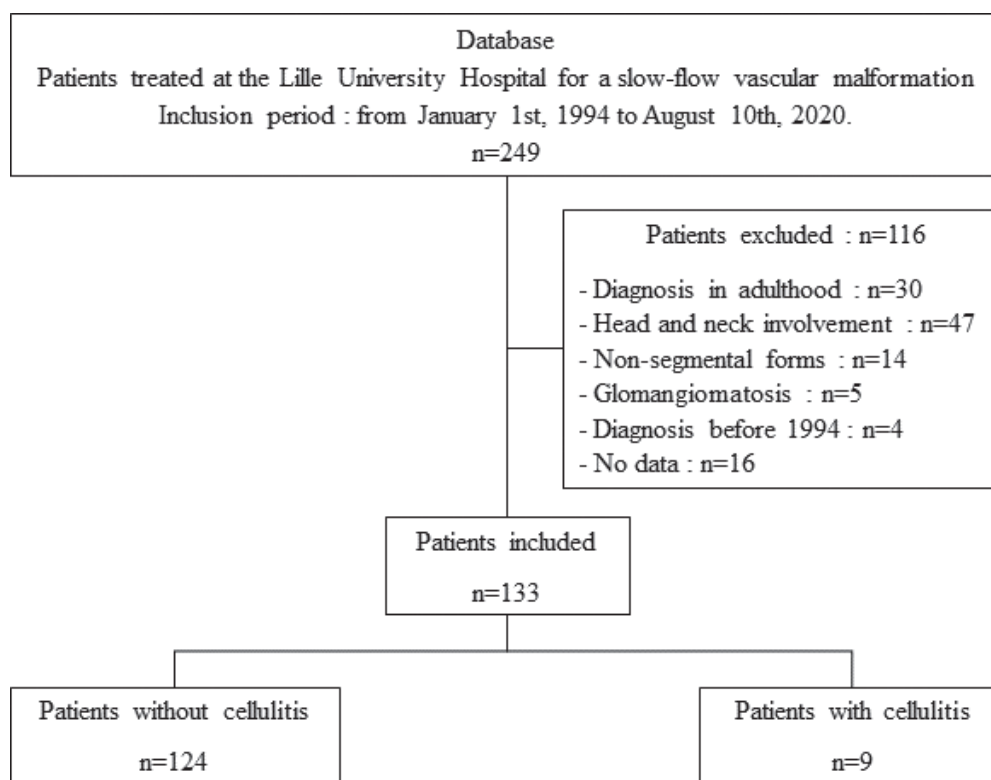 Database
Patients treated at the Lille University Hospital for a slow-flow vascular malformation
Inclusion period : from January 1st, 1994 to August 10th, 2020.
n=249
Patients excluded : n=116
- Diagnosis in adulthood : n=30
- Head and neck involvement : n=47
- Non-segmental forms : n=14
- Glomangiomatosis : n=5
- Diagnosis before 1994 : n=4
- No data : n=16
Patients included
n=133
Patients without cellulitis
n=124
Patients with cellulitis
n=9